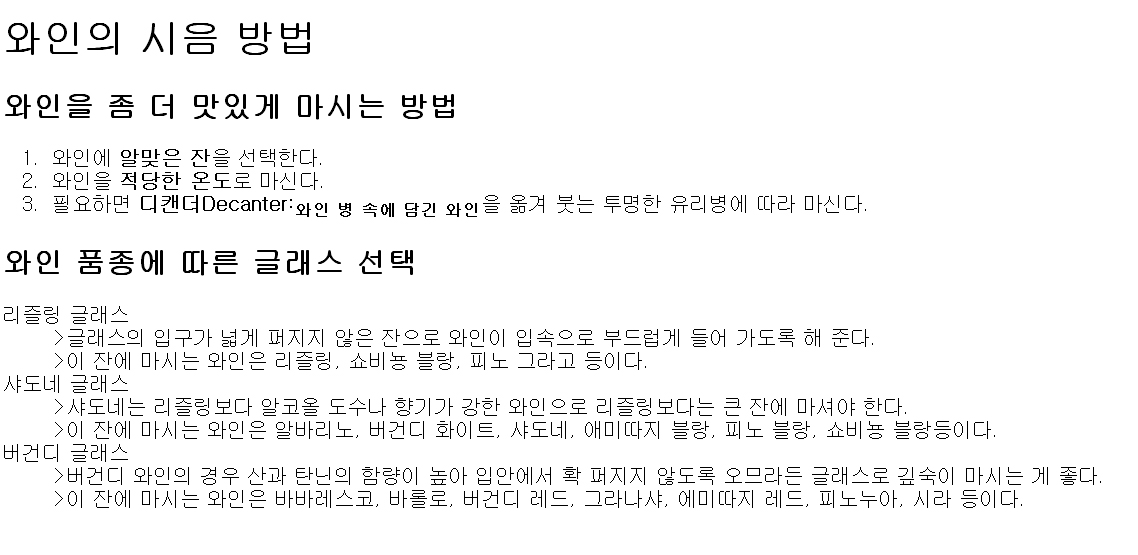 와인의 시음 방법
와인을 좀 더 맛있게 마시는 방법
1. 와인에 알맞은 잔을 선택한다.
2. 와인을 적당한 온도로 마신다.
3. 필요하면 디캔더Decanter:와인 병 속에 담긴 와인을 옮겨 붓는 투명한 유리병에 따라 마신다.
와인 품종에 따른 글래스 선택
리즐링 글래스
>글래스의 입구가 넓게 퍼지지 않은 잔으로 와인이 입속으로 부드럽게 들어 가도록 해 준다.
>이 잔에 마시는 와인은 리즐링, 쇼비뇽 블랑, 피노 그라고 등이다.
샤도네 글래스
>샤도네는 리즐링보다 알코올 도수나 향기가 강한 와인으로 리즐링보다는 큰 잔에 마셔야 한다.
>이 잔에 마시는 와인은 알바리노, 버건디 화이트, 샤도네, 애미따지 블랑, 피노 블랑, 쇼비뇽 블랑등이다.
버건디 글래스
>버건디 와인의 경우 산과 탄닌의 함량이 높아 입안에서 확 퍼지지 않도록 오므라든 글래스로 깊숙이 마시는 게 좋다.
>이 잔에 마시는 와인은 바바레스코, 바롤로, 버건디 레드, 그라나샤, 에미따지 레드, 피노누아, 시라 등이다.